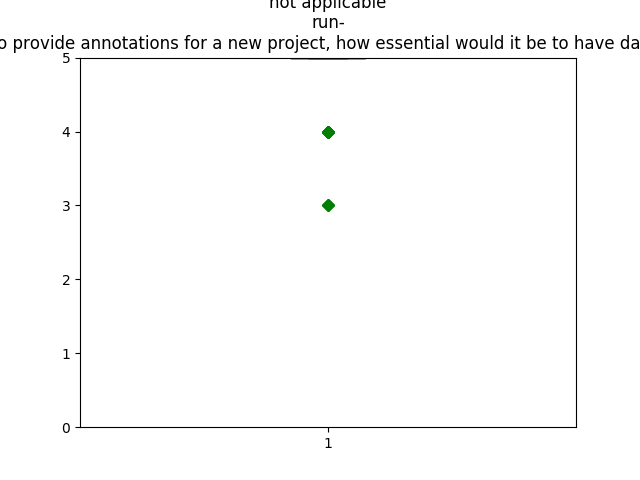 not applicable
run-
o provide annotations for a new project, how essential would it be to have da
5
4
3
2
1
0
1